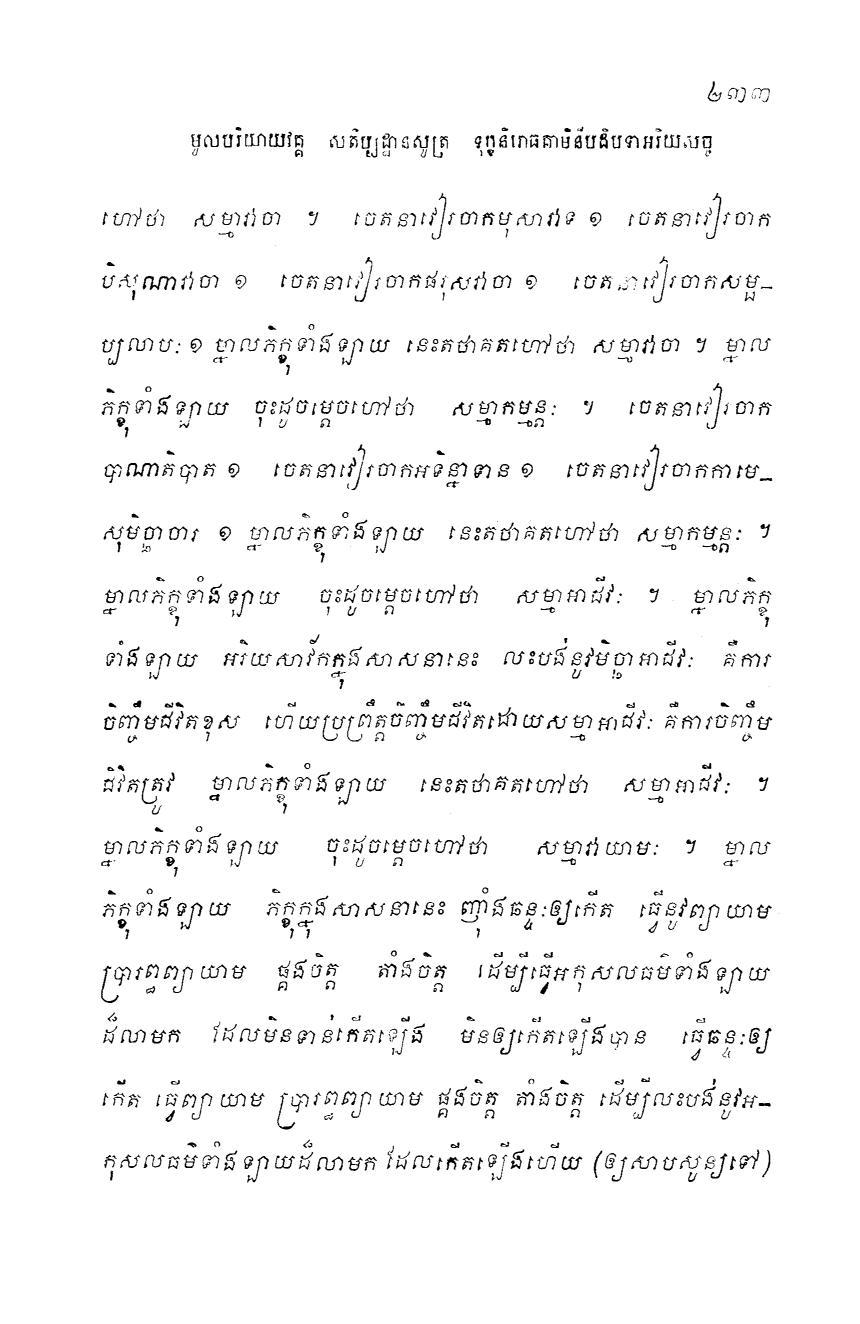 ២៣៣
មូលបរិយាយវគ្គ សតិប្បដ្ឋានសូត្រ ទុក្ខនិរោធគាមិនីបដិបទាអរិយសច្ច
ហៅថា សម្មាវាចា ។ ចេតនាវៀរចាកមុសាវាទ ១ ចេតនាវៀរចាក
បិសុណាវាចា ១ ចេតនាវៀរចាកផរុសវាចា ១ ចេតនាវៀរចាកសម្ផ-
ប្បលាបៈ ១ ម្នាលភិក្ខុទាំងឡាយ នេះតថាគតហៅថា សម្មាវាចា ។ ម្នាល
ភិក្ខុទាំងឡាយ ចុះដូចម្តេចហៅថា សម្មាកម្មន្តៈ ។ ចេតនាវៀរចាក
បាណាតិបាត ១ ចេតនាវៀរចាកអទិន្នាទាន ១ ចេតនាវៀរចាកកាមេ-
សុមិច្ឆាចារ ១ ម្នាលភិក្ខុទាំងឡាយ នេះតថាគតហៅថា សម្មាកម្មន្តៈ ។
ម្នាលភិក្ខុទាំងឡាយ ចុះដូចម្តេចហៅថា សម្មាអាជីវៈ ។ ម្នាលភិក្ខុ
ទាំងឡាយ អរិយសាវ័កក្នុងសាសនានេះ លះបង់នូវមិច្ឆាអាជីវៈ គឺការ
ចិញ្ចឹមជីវិតខុស ហើយប្រព្រឹត្តចិញ្ចឹមជីវិតដោយសម្មាអាជីវៈ គឺការចិញ្ចឹម
ជិវិតត្រូវ ម្នាលភិក្ខុទាំងឡាយ នេះតថាគតហៅថា សម្មាអាជីវៈ ។
ម្នាលភិក្ខុទាំងឡាយ ចុះដូចម្តេចហៅថា សម្មាវាយាមៈ ។ ម្នាល
ភិក្ខុទាំងឡាយ ភិក្ខុក្នុងសាសនានេះ ញុំាងឆន្ទៈឲ្យកើត ធ្វើនូវព្យាយាម
ប្រារព្ធព្យាយាម ផ្គងចិត្ត តាំងចិត្ត ដើម្បីធ្វើអកុសលធម៌ទាំងឡាយ
ដ៏លាមក ដែលមិនទាន់កើតឡើង មិនឲ្យកើតឡើងបាន ធ្វើឆន្ទៈឲ្យ
កើត ធ្វើព្យាយាម ប្រារព្ធព្យាយាម ផ្គងចិត្ត តាំងចិត្ត ដើម្បីលះបង់នូវអ-
កុសលធម៌ទាំងឡាយដ៏លាមក ដែលកើតឡើងហើយ (ឲ្យសាបសូន្យទៅ)